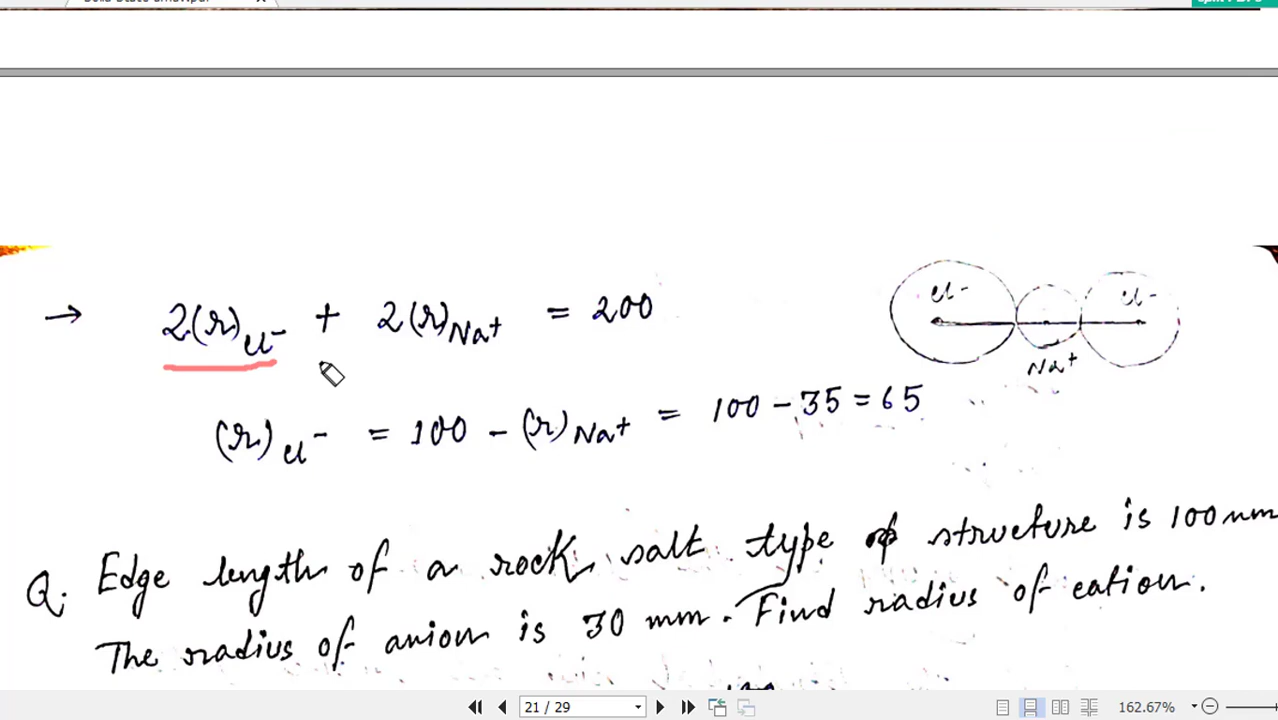 → 2(r)Cl⁻ + 2(r)Na⁺ = 200
Cl⁻ Cl⁻
Na⁺
(r)Cl⁻ = 100 - (r)Na⁺ = 100 - 35 = 65
Q. Edge length of a rock salt type of structure is 100 nm
The radius of anion is 30 nm. Find radius of cation.
21 / 29
162.67%